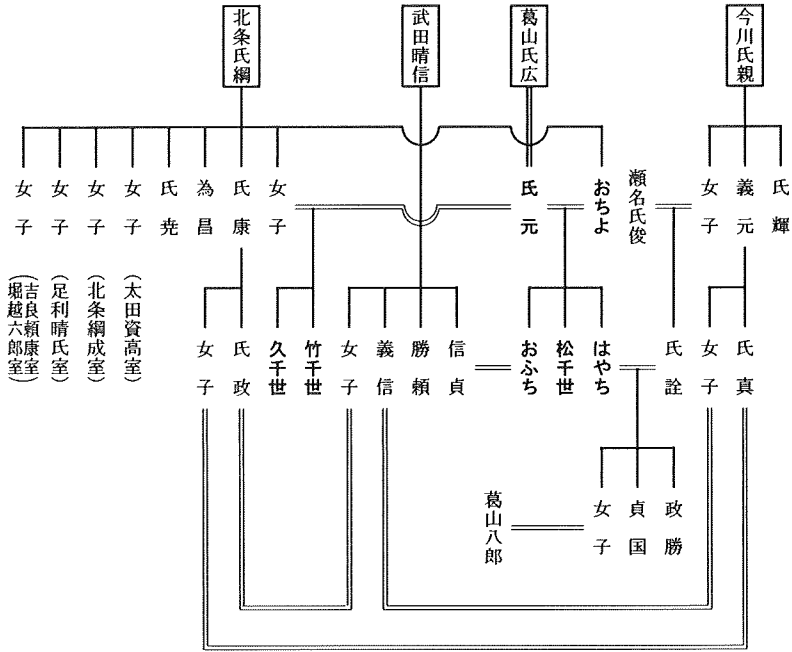 今川氏親
葛山氏広
武田晴信
北条氏綱
氏輝
義元
女子
瀬名氏俊
おちよ
氏元
女子
氏康
為昌
氏尭
女子
（太田資高室）
女子
（北条綱成室）
女子
（足利晴氏室）
女子
（吉良頼康室）
（堀越六郎室）
氏真
女子
氏詮
はやち
松千世
おふち
信貞
勝頼
義信
女子
竹千世
久千世
氏政
女子
政勝
貞国
女子
葛山八郎